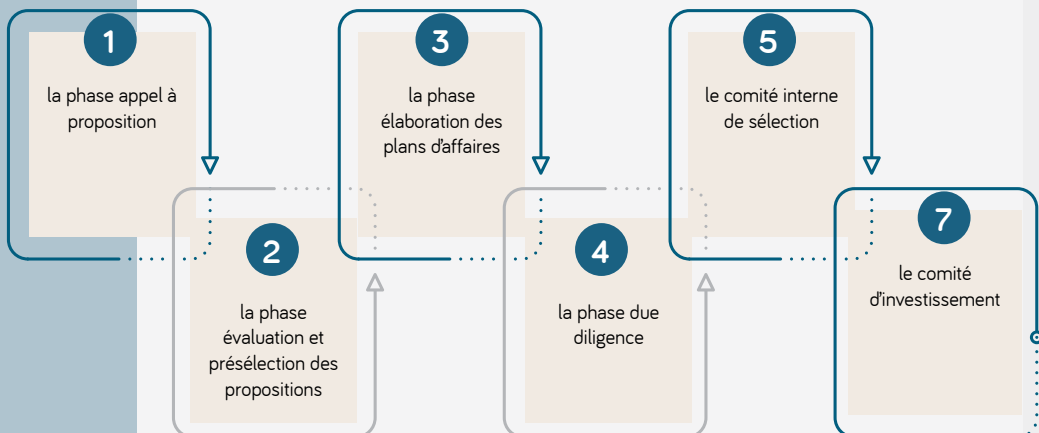 1
la phase appel à
proposition
2
la phase
évaluation et
présélection des
propositions
3
la phase
élaboration des
plans d'affaires
4
la phase due
diligence
5
le comité interne
de sélection
7
le comité
d'investissement